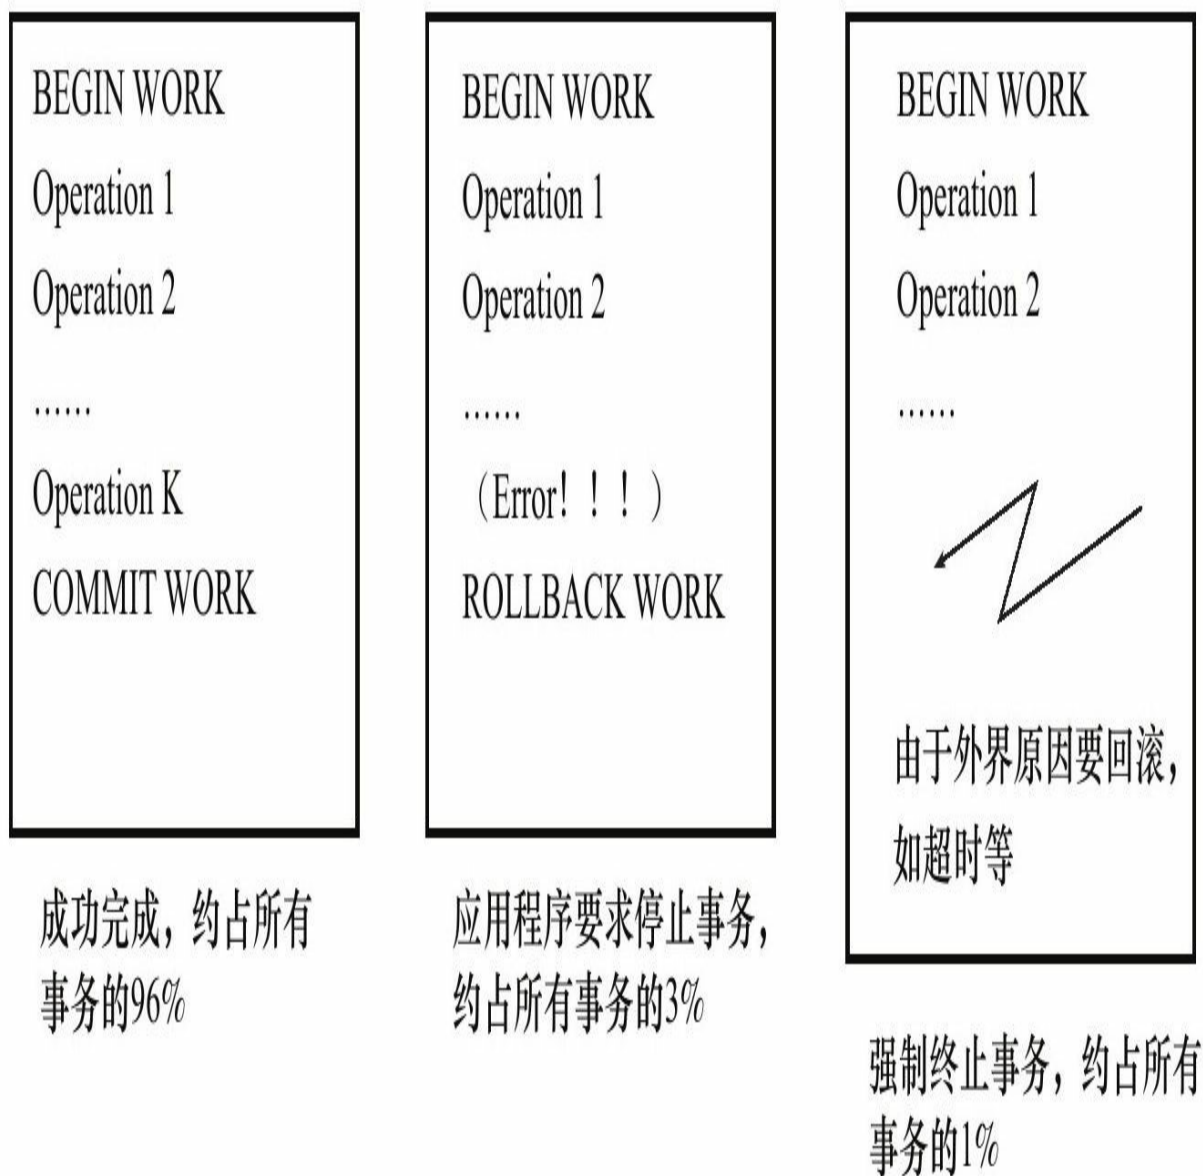 BEGIN WORK
Operation 1
Operation 2
......
Operation K
COMMIT WORK
成功完成，约占所有
事务的96%
BEGIN WORK
Operation 1
Operation 2
......
（Error！！！）
ROLLBACK WORK
应用程序要求停止事务，
约占所有事务的3%
BEGIN WORK
Operation 1
Operation 2
......
由于外界原因要回滚，
如超时等
强制终止事务，约占所有
事务的1%